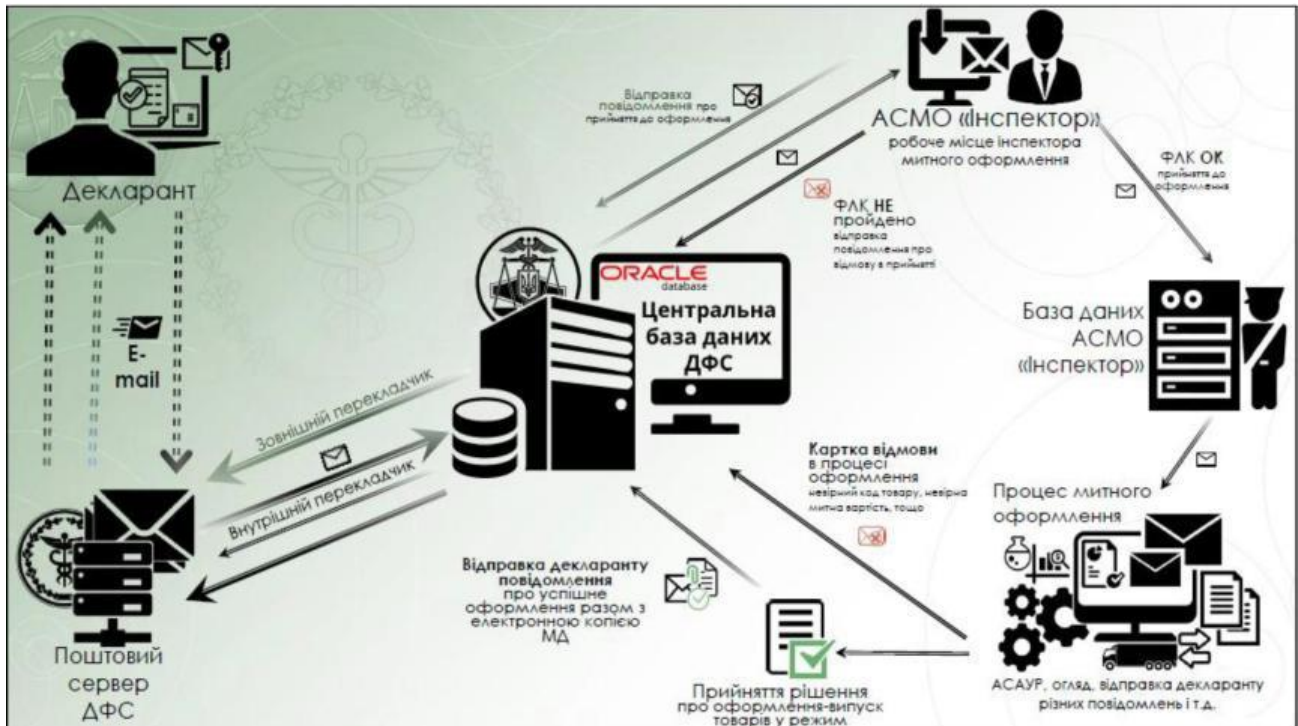 Декларант
E-
mail
Поштовий
сервер
ДФС
Зовнішній перекладчик
Внутрішній перекладчик
Відправка
повідомлення про
прийняття до оформлення
ORACLE
database
Центральна
база даних
ДФС
АСМО «Інспектор»
робоче місце інспектора
митного оформлення
ФЛК НЕ
пройдено
відправка
повідомлення про
відмову в прийнятті
ФЛК ОК
прийняття до
оформлення
База даних
АСМО
«Інспектор»
Процес митного
оформлення
АСАУР, огляд, відправка декларанту
різних повідомлень і т.д.
Картка відмови
в процесі
оформлення
невірний код товару, невірна
митна вартість, тощо
Прийняття рішення
про оформлення-випуск
товарів у режим
Відправка декларанту
повідомлення
про успішне
оформлення разом з
електронною копією
МД